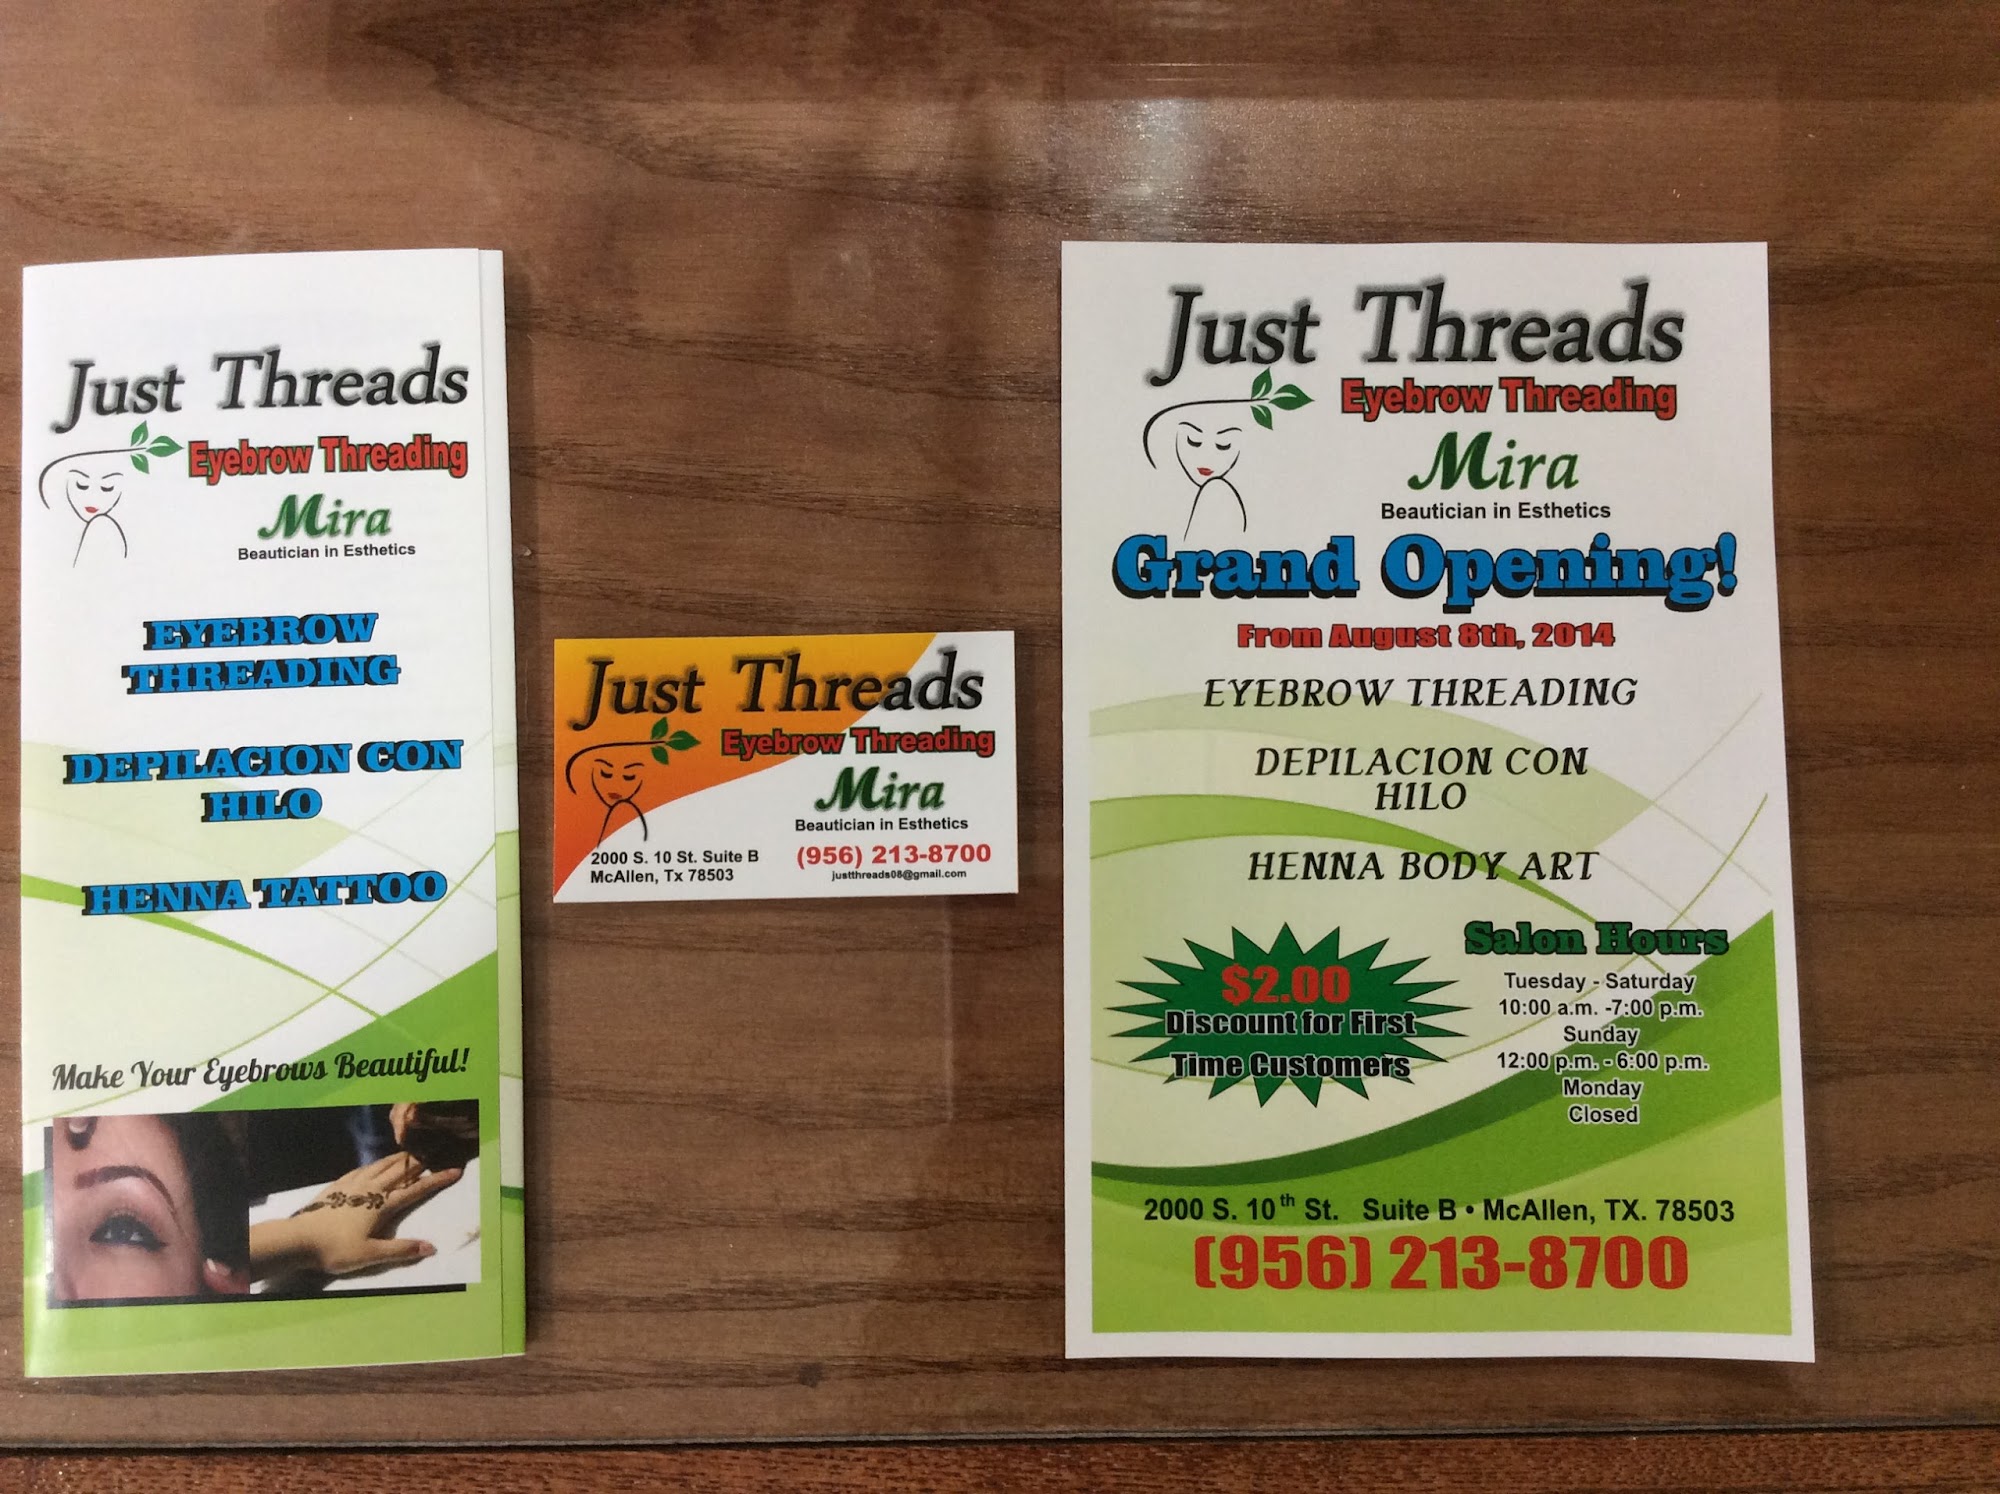 Just Threads
Eyebrow Threading
Mira
Beautician in Esthetics
EYEBROW
THREADING
DEPILACION CON
HILO
HENNA TATTOO
Make Your Eyebrows Beautiful!
Just Threads
Eyebrow Threading
Mira
Beautician in Esthetics
2000 S. 10 St. Suite B
McAllen, Tx 78503
(956) 213-8700
justthreads08@gmail.com
Just Threads
Eyebrow Threading
Mira
Beautician in Esthetics
Grand Opening!
From August 8th, 2014
EYEBROW THREADING
DEPILACION CON
HILO
HENNA BODY ART
$2.00
Discount for First
Time Customers
Salon Hours
Tuesday - Saturday
10:00 a.m. -7:00 p.m.
Sunday
12:00 p.m. - 6:00 p.m.
Monday
Closed
2000 S. 10th St. Suite B • McAllen, TX. 78503
(956) 213-8700